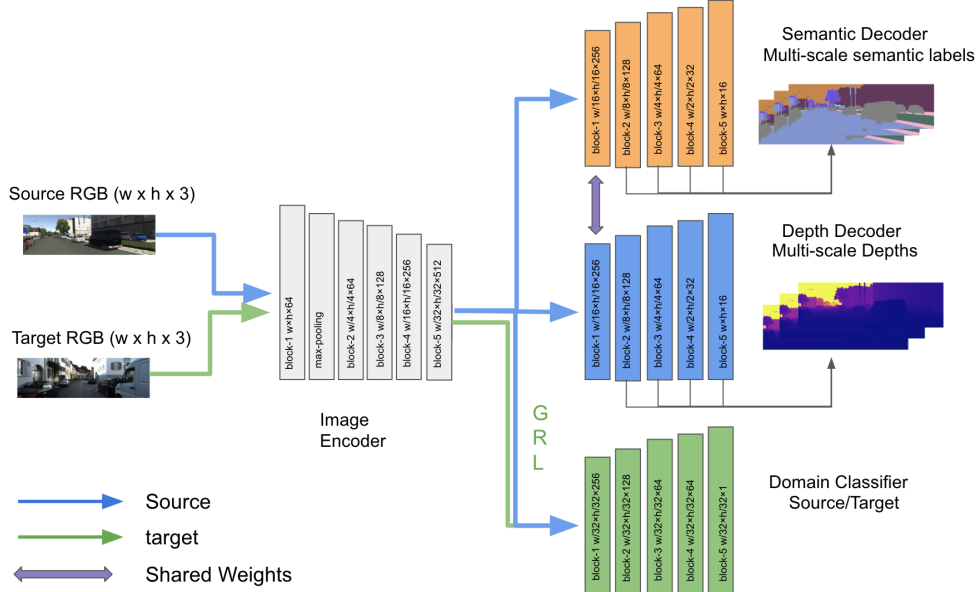 Semantic Decoder
Multi-scale semantic labels
block-1 w/16×h/16×256
block-2 w/8×h/8×128
block-3 w/4×h/4×64
block-4 w/2×h/2×32
block-5 w×h×16
Source RGB (w x h x 3)
Target RGB (w x h x 3)
block-1 w×h×64
max-pooling
block-2 w/4×h/4×64
block-3 w/8×h/8×128
block-4 w/16×h/16×256
block-5 w/32×h/32×512
Image
Encoder
Depth Decoder
Multi-scale Depths
block-1 w/16×h/16×256
block-2 w/8×h/8×128
block-3 w/4×h/4×64
block-4 w/2×h/2×32
block-5 w×h×16
G
R
L
block-1 w/32×h/32×256
block-2 w/32×h/32×128
block-3 w/32×h/32×64
block-4 w/32×h/32×64
block-5 w/32×h/32×1
Domain Classifier
Source/Target
Source
target
Shared Weights